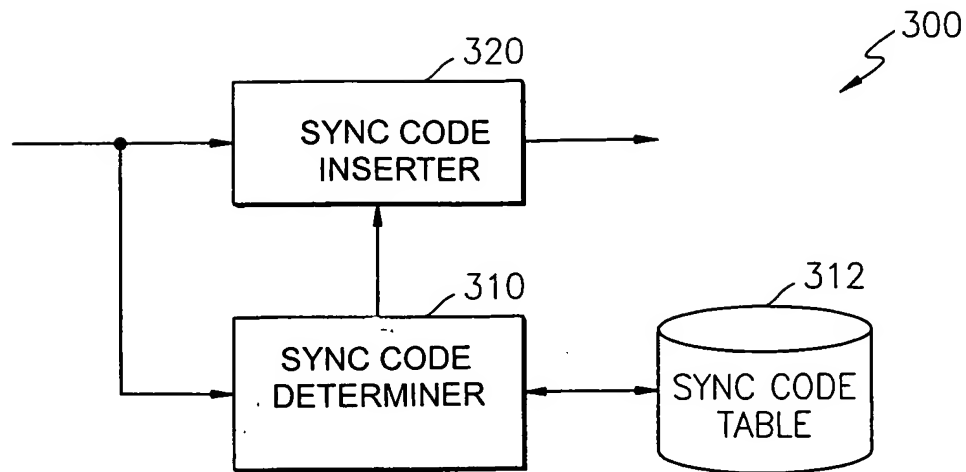 300
320
SYNC CODE
INSERTER
310
SYNC CODE
DETERMINER
312
SYNC CODE
TABLE